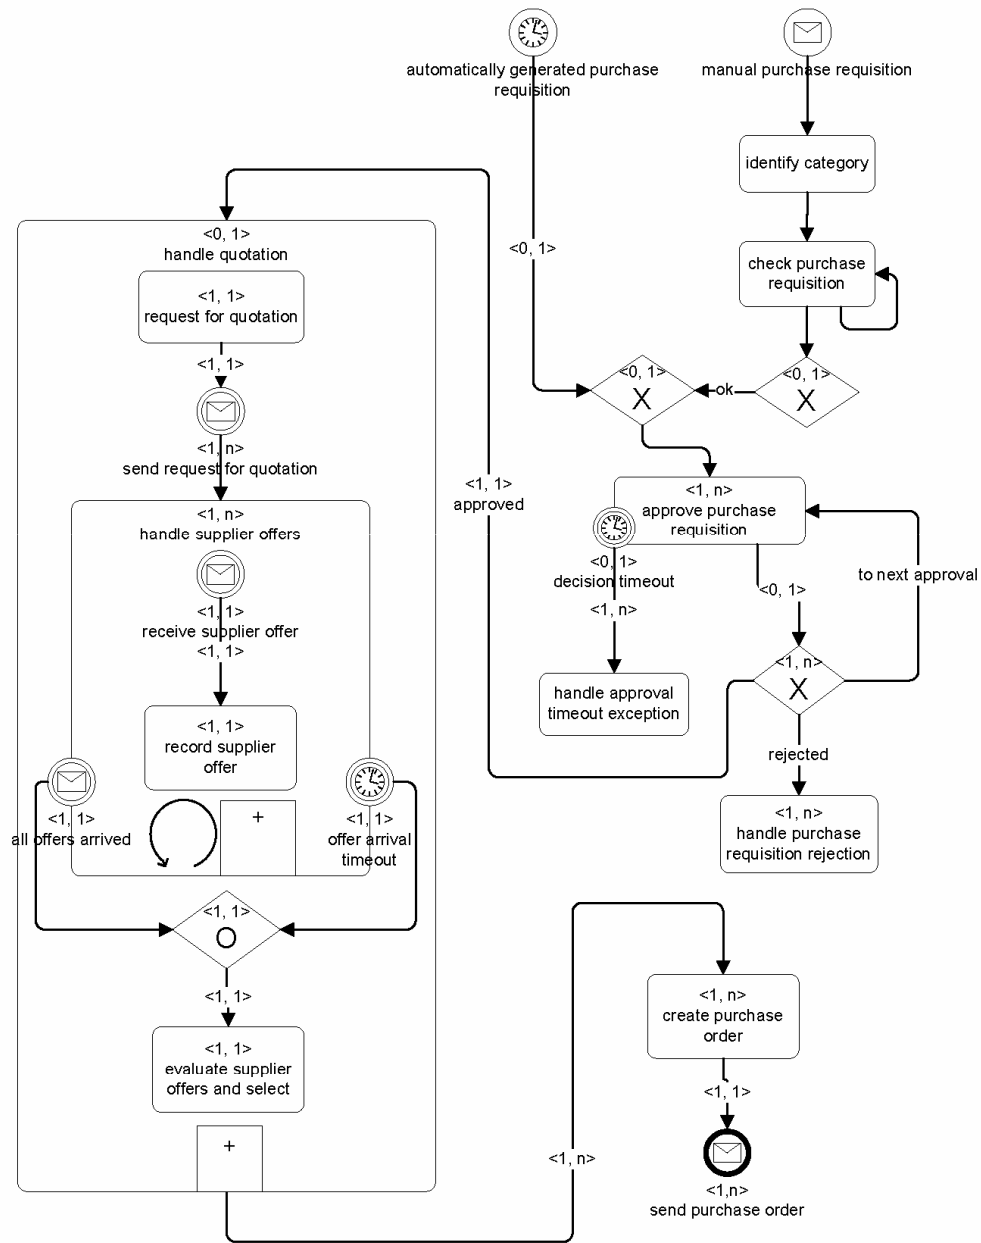 automatically generated purchase
requisition
manual purchase requisition
identify category
<0, 1>
check purchase
requisition
<0, 1>
X
ok
<0, 1>
X
<0, 1>
handle quotation
<1, 1>
request for quotation
<1, 1>
<1, n>
send request for quotation
<1, n>
handle supplier offers
<1, 1>
receive supplier offer
<1, 1>
<1, 1>
record supplier
offer
<1, 1>
all offers arrived
+
<1, 1>
offer arrival
timeout
<1, 1>
O
<1, 1>
<1, 1>
evaluate supplier
offers and select
+
<1, 1>
approved
<1, n>
approve purchase
requisition
<0, 1>
decision timeout
<1, n>
handle approval
timeout exception
<0, 1>
to next approval
<1, n>
X
rejected
<1, n>
handle purchase
requisition rejection
<1, n>
<1, n>
create purchase
order
<1, 1>
<1,n>
send purchase order